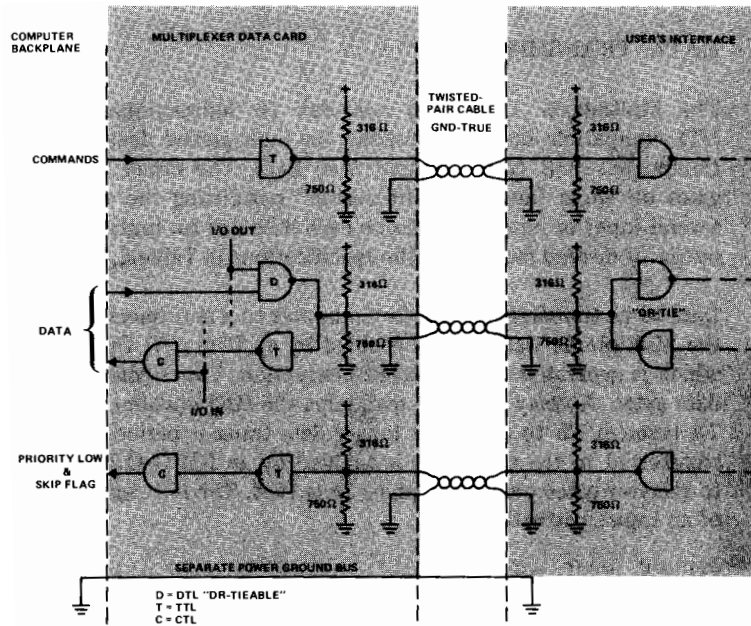 COMPUTER
BACKPLANE
MULTIPLEXER DATA CARD
USER'S INTERFACE
TWISTED-
PAIR CABLE
GND-TRUE
COMMANDS
T
316Ω
750Ω
316Ω
750Ω
I/O OUT
D
316Ω
316Ω
"OR-TIE"
DATA
C
T
750Ω
750Ω
I/O IN
PRIORITY LOW
&
SKIP FLAG
C
T
316Ω
750Ω
316Ω
750Ω
SEPARATE POWER GROUND BUS
D = DTL "OR-TIEABLE"
T = TTL
C = CTL